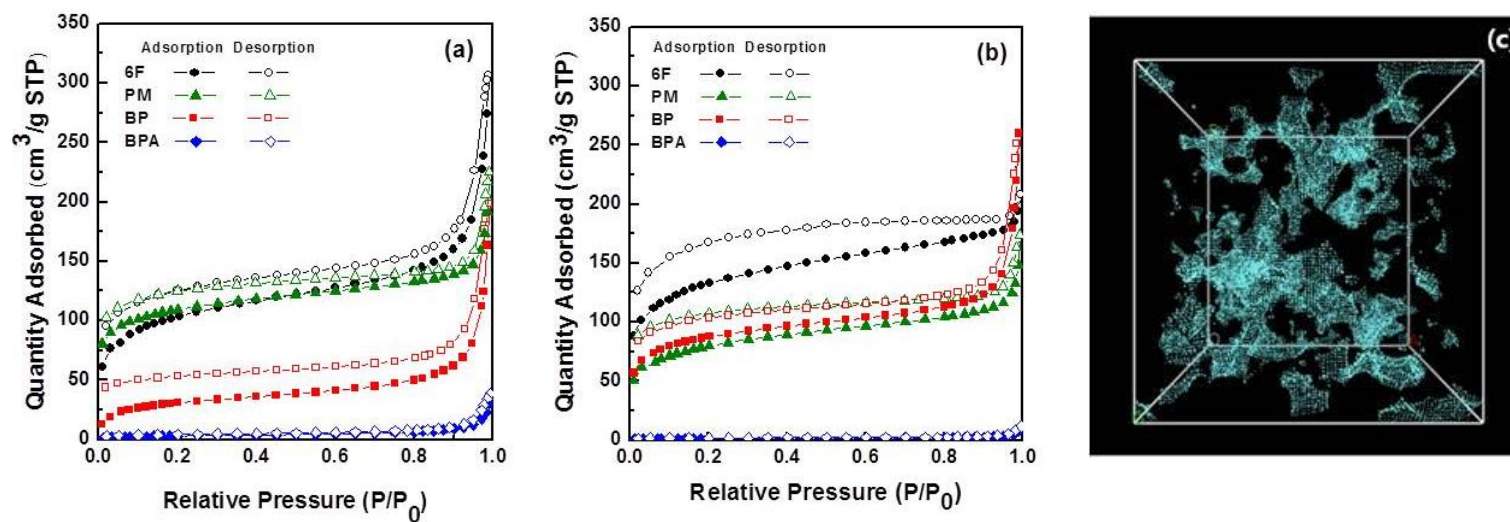 (a)
Adsorption Desorption
6F
PM
BP
BPA
350
300
250
200
150
100
50
0
0.0 0.2 0.4 0.6 0.8 1.0
Quantity Adsorbed (cm³/g STP)
Relative Pressure (P/P₀)
(b)
Adsorption Desorption
6F
PM
BP
BPA
350
300
250
200
150
100
50
0
0.0 0.2 0.4 0.6 0.8 1.0
Quantity Adsorbed (cm³/g STP)
Relative Pressure (P/P₀)
(c)